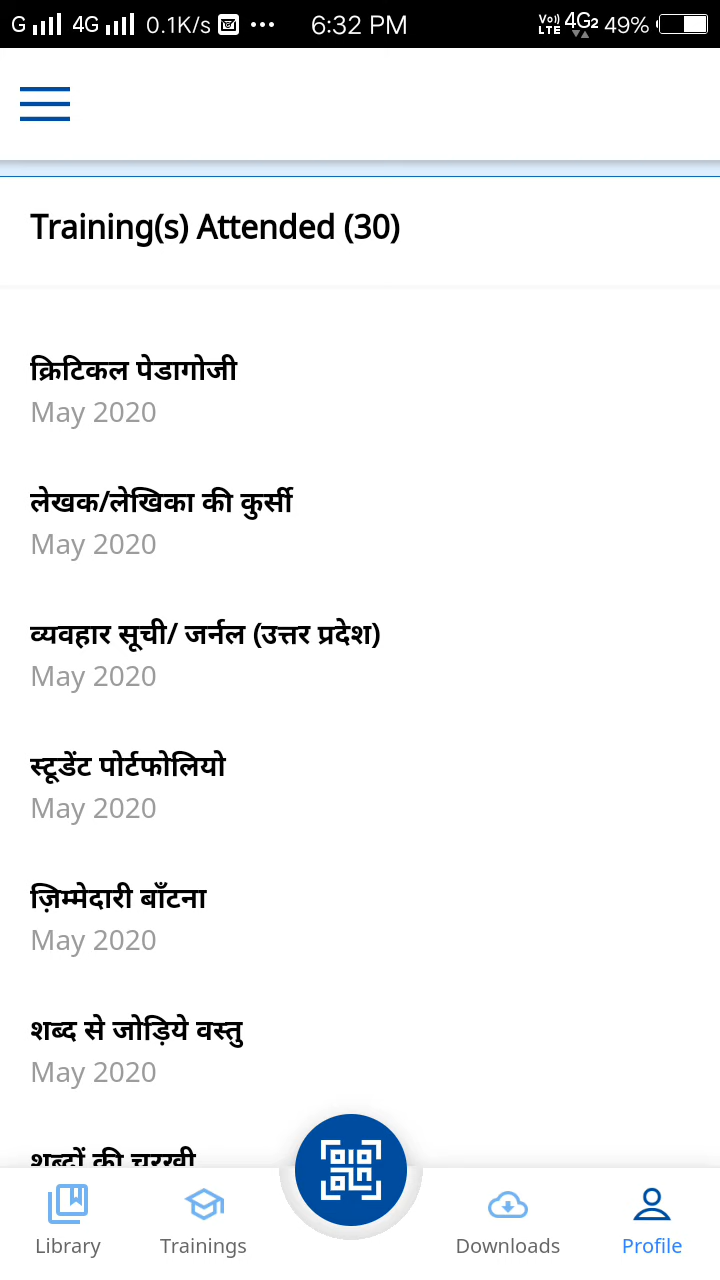 G 4G 0.1K/s ••• 6:32 PM Vo)) LTE 4G2 49%
Training(s) Attended (30)
क्रिटिकल पेडागोजी
May 2020
लेखक/लेखिका की कुर्सी
May 2020
व्यवहार सूची/ जर्नल (उत्तर प्रदेश)
May 2020
स्टूडेंट पोर्टफोलियो
May 2020
ज़िम्मेदारी बाँटना
May 2020
शब्द से जोड़िये वस्तु
May 2020
शब्दों की चरखी
Library Trainings Downloads Profile